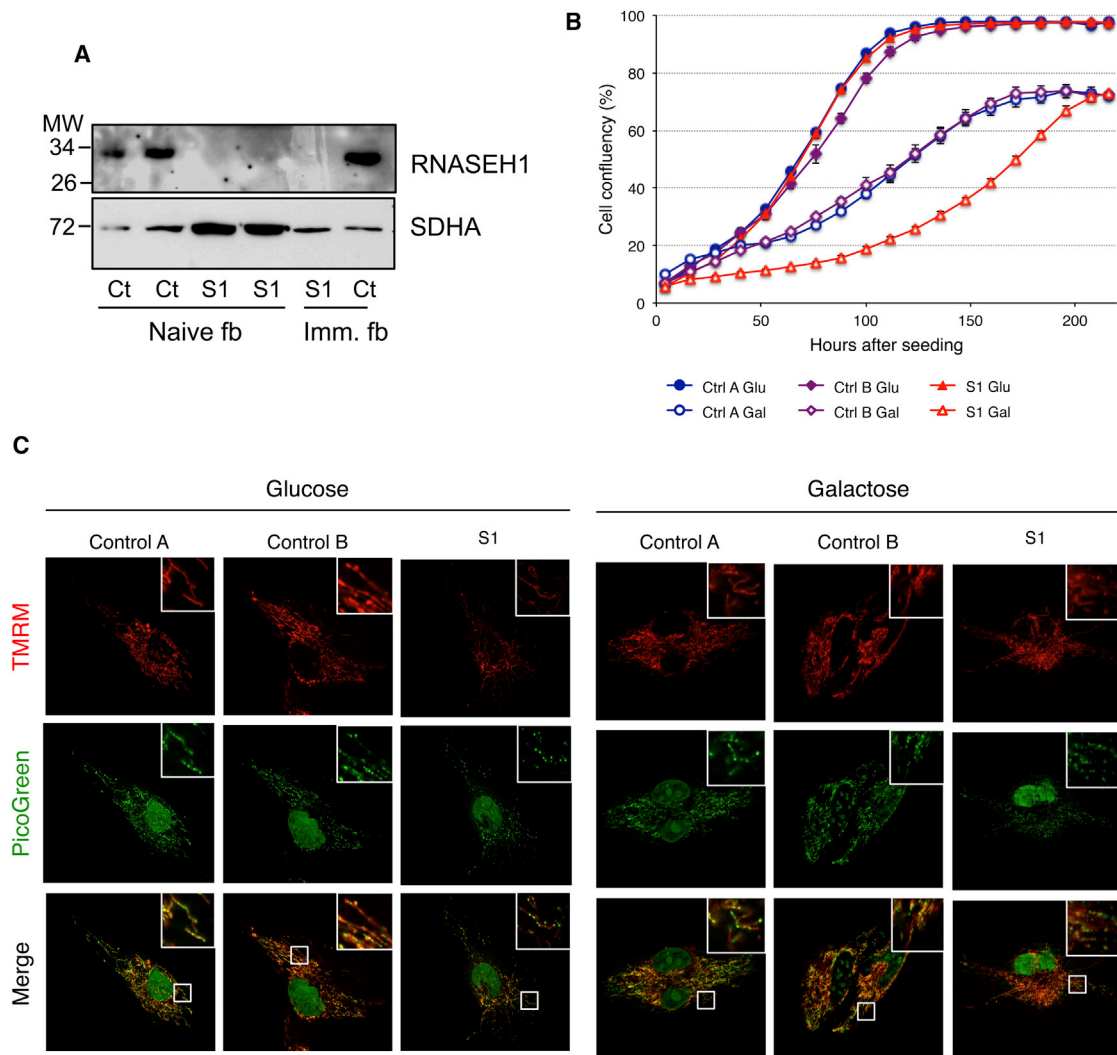 A
MW
34
26
72
RNASEH1
SDHA
Ct Ct S1 S1 S1 Ct
Naive fb Imm. fb
B
Cell confluency (%)
100
80
60
40
20
0
0 50 100 150 200
Hours after seeding
Ctrl A Glu Ctrl B Glu S1 Glu
Ctrl A Gal Ctrl B Gal S1 Gal
C
Glucose Galactose
Control A Control B S1 Control A Control B S1
TMRM
PicoGreen
Merge